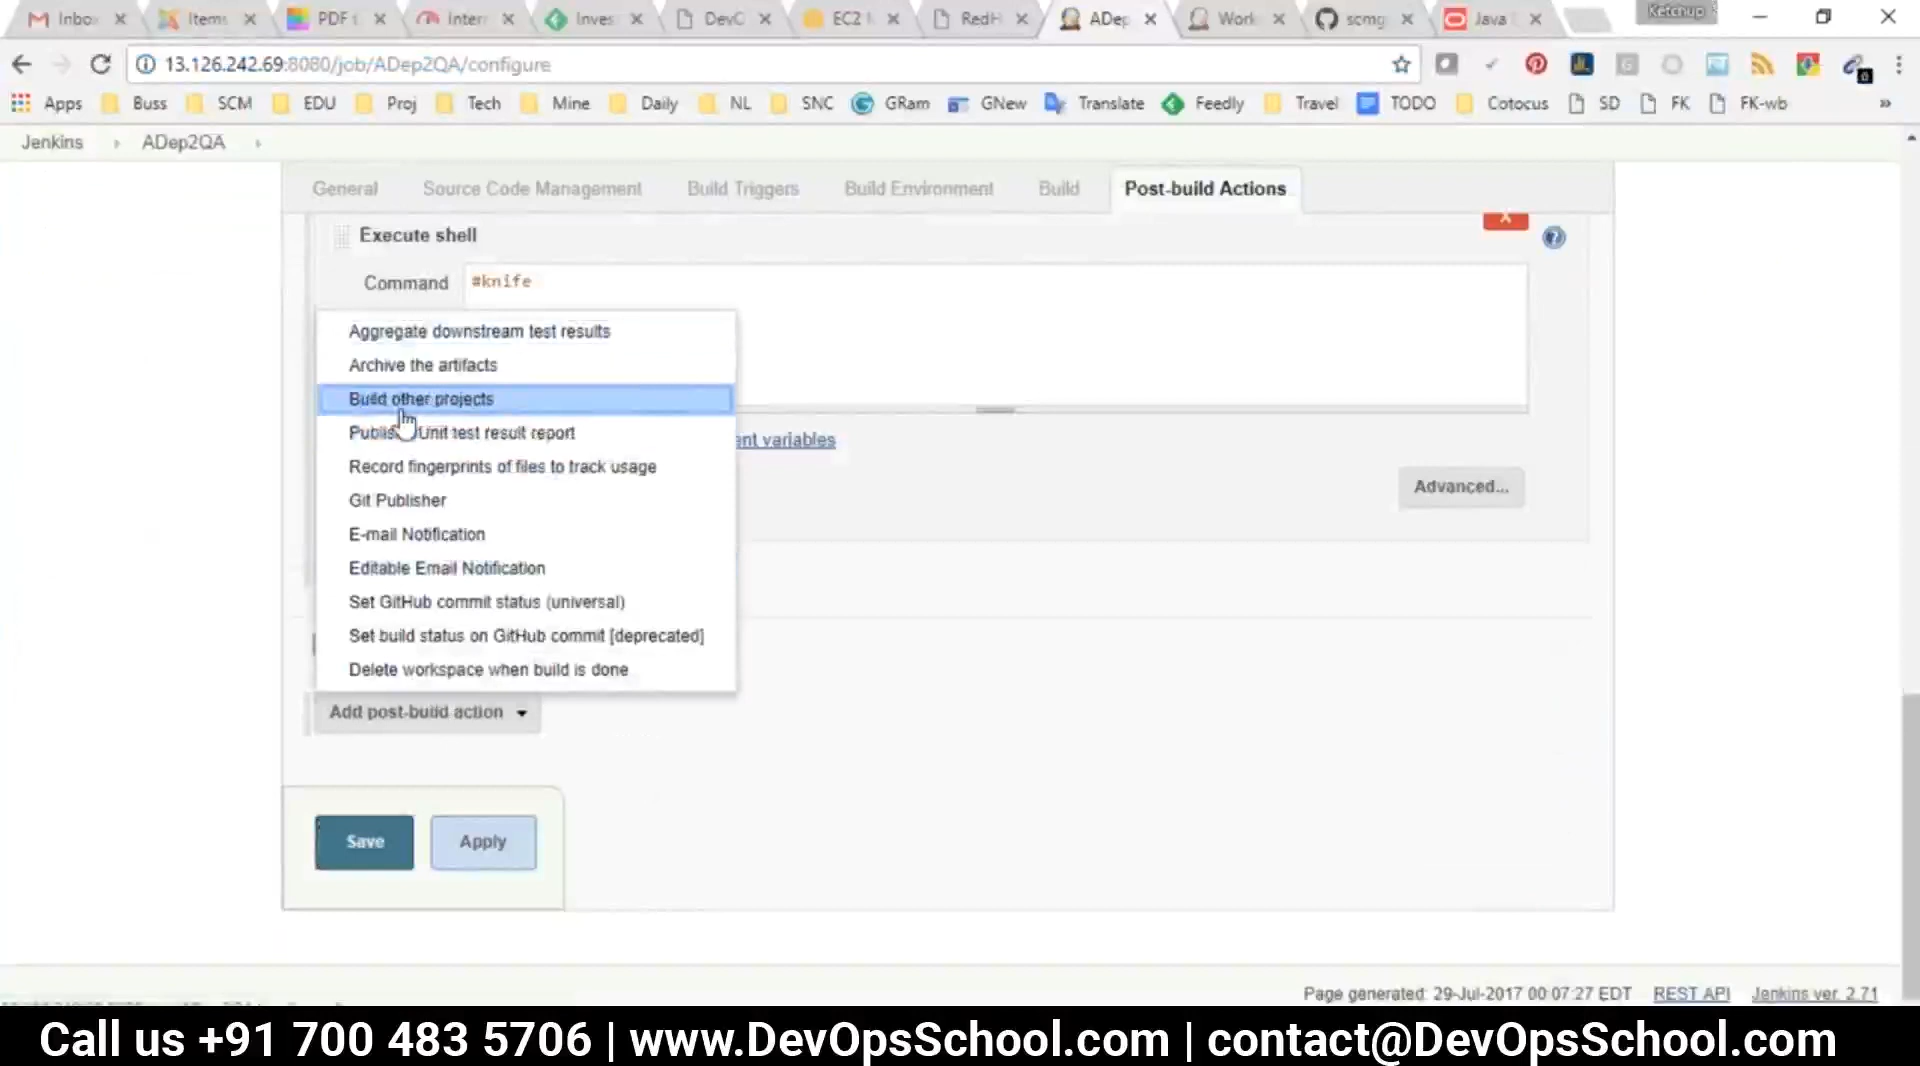 Inbox Items PDF t Intern Inves DevO EC2 RedH ADep Work scmg Java Ketchup
13.126.242.69:8080/job/ADep2QA/configure
Apps Buss SCM EDU Proj Tech Mine Daily NL SNC GRam GNew Translate Feedly Travel TODO Cotocus SD FK FK-wb »
Jenkins ADep2QA
General Source Code Management Build Triggers Build Environment Build Post-build Actions
Execute shell X
Command #knife
Aggregate downstream test results
Archive the artifacts
Build other projects
Unit test result report
ent variables
Record fingerprints of files to track usage
Advanced...
Git Publisher
E-mail Notification
Editable Email Notification
Set GitHub commit status (universal)
Set build status on GitHub commit [deprecated]
Delete workspace when build is done
Add post-build action
Save Apply
Page generated: 29-Jul-2017 00:07:27 EDT REST API Jenkins ver. 2.71
Call us +91 700 483 5706 | www.DevOpsSchool.com | contact@DevOpsSchool.com